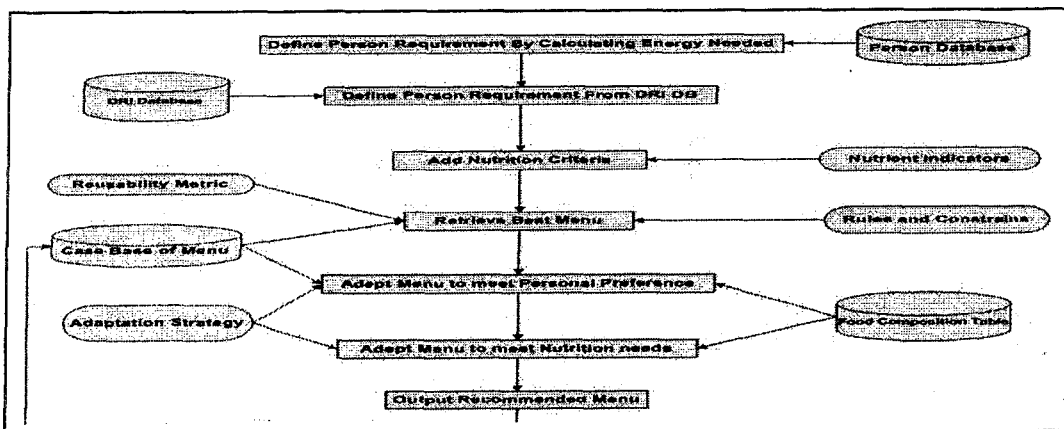 Define Person Requirement By Calculating Energy Needed
Person Database
DRI Database
Define Person Requirement From DRI DB
Add Nutrition Criteria
Nutrient Indicators
Reusability Metric
Retrieve Best Menu
Rules and Constrains
Case Base of Menu
Adept Menu to meet Personal Preference
Adaptation Strategy
Food Composition Table
Adept Menu to meet Nutrition needs
Output Recommended Menu